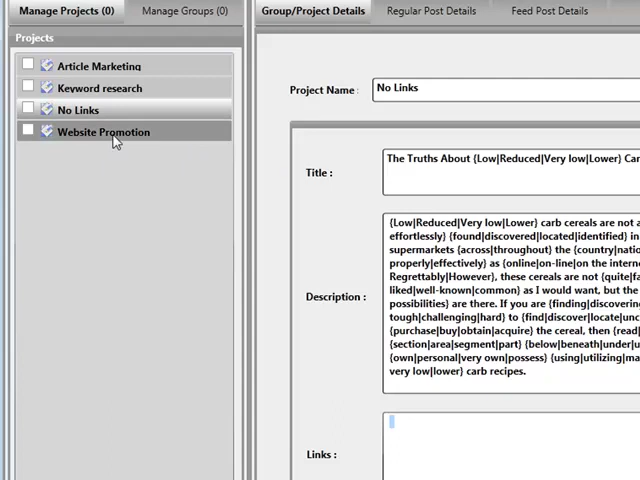 Manage Projects (0)
Manage Groups (0)
Group/Project Details
Regular Post Details
Feed Post Details
Projects
Article Marketing
Keyword research
No Links
Website Promotion
Project Name :
No Links
Title :
The Truths About {Low|Reduced|Very low|Lower} Car
Description :
{Low|Reduced|Very low|Lower} carb cereals are not a
effortlessly} {found|discovered|located|identified} in
supermarkets {across|throughout} the {country|natio
properly|effectively} as {online|on-line|on the interne
Regrettably|However}, these cereals are not {quite|fa
liked|well-known|common} as I would want, but the
possibilities} are there. If you are {finding|discovering
tough|challenging|hard} to {find|discover|locate|unc
{purchase|buy|obtain|acquire} the cereal, then {read|
{section|area|segment|part} {below|beneath|under|u
{own|personal|very own|possess} {using|utilizing|ma
very low|lower} carb recipes.
Links :